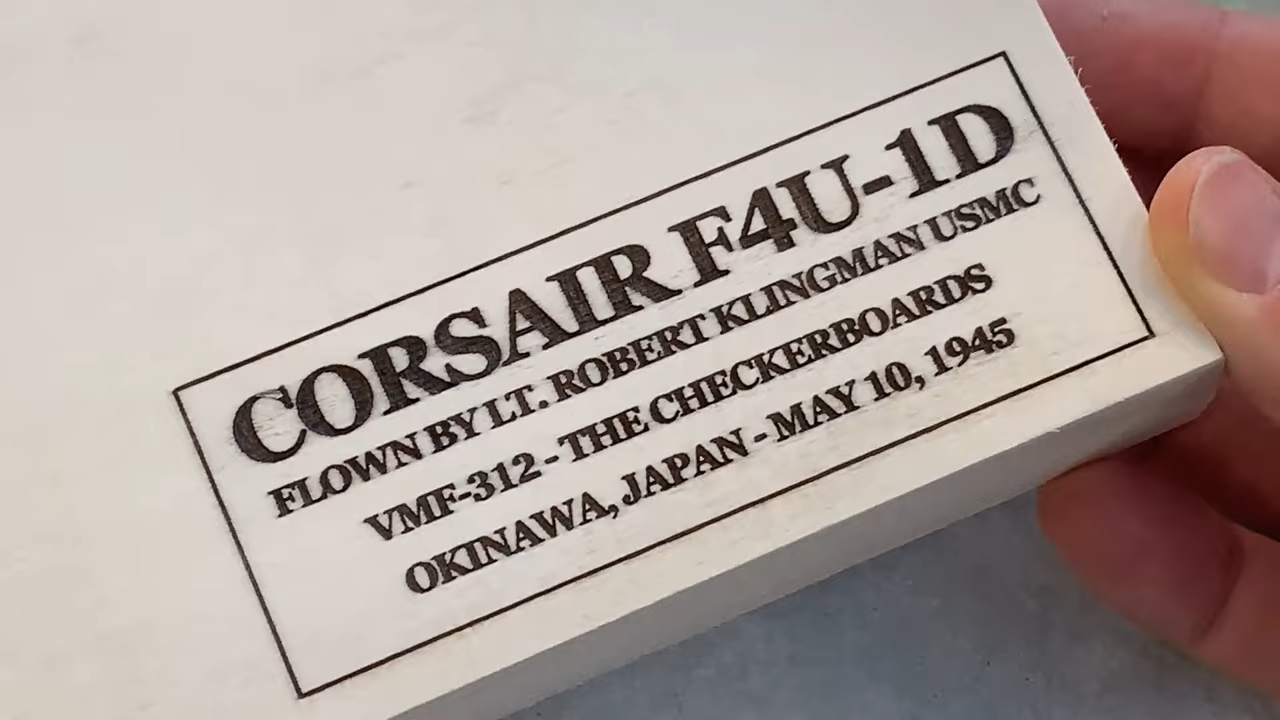 CORSAIR F4U-1D
FLOWN BY LT. ROBERT KLINGMAN USMC
VMF-312 - THE CHECKERBOARDS
OKINAWA, JAPAN - MAY 10, 1945